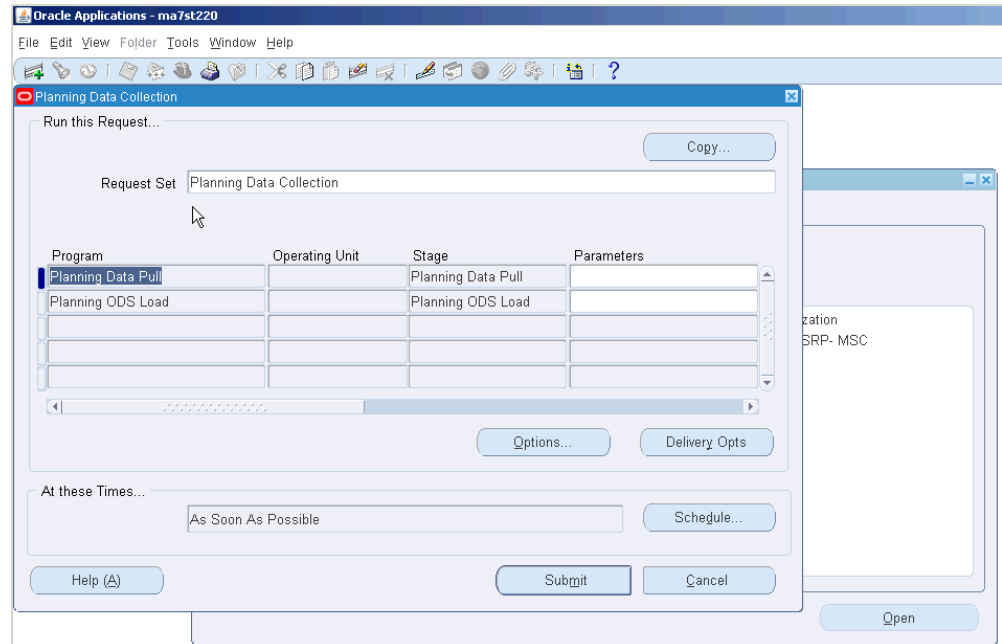 Oracle Applications - ma7st220
File Edit View Folder Tools Window Help
Planning Data Collection
Run this Request...
Copy...
Request Set Planning Data Collection
Program Operating Unit Stage Parameters
Planning Data Pull Planning Data Pull
Planning ODS Load Planning ODS Load
zation
SRP- MSC
Options... Delivery Opts
At these Times...
As Soon As Possible Schedule...
Help (A) Submit Cancel
Open